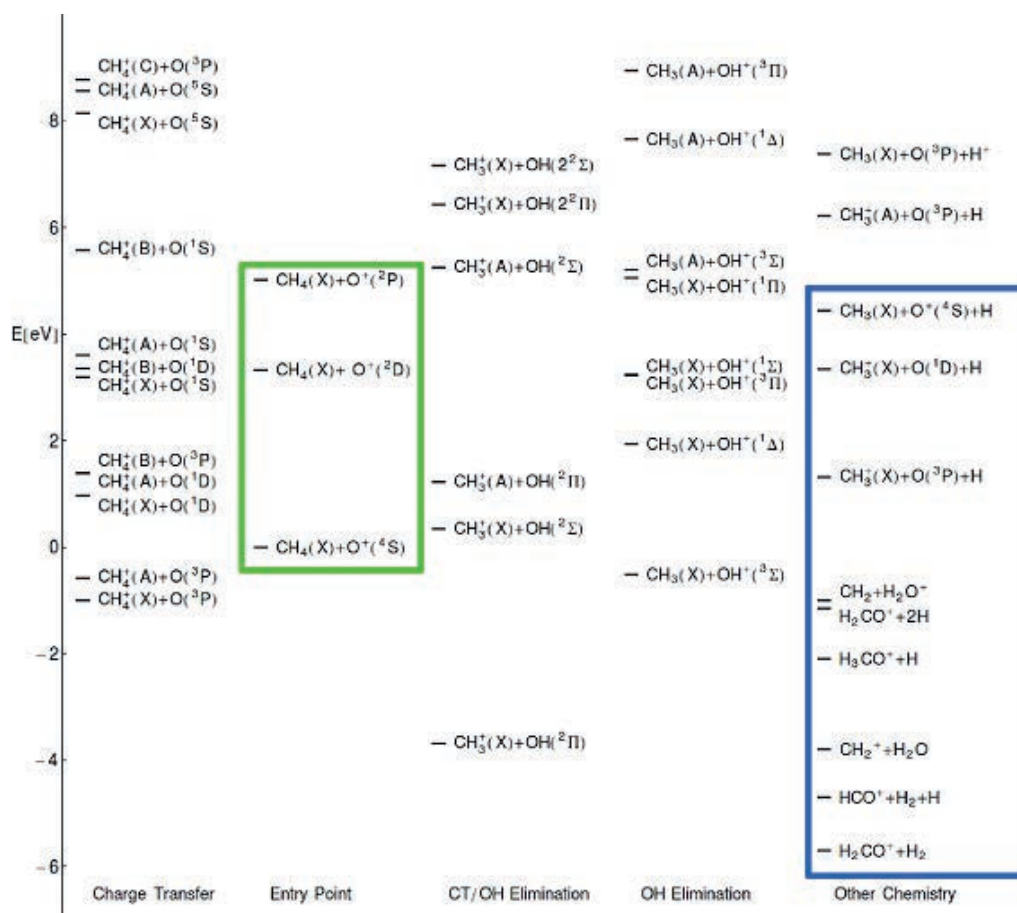 CH₄⁺(C)+O(³P)
CH₄⁺(A)+O(⁵S)
CH₄⁺(X)+O(⁵S)
CH₄⁺(B)+O(¹S)
CH₄⁺(A)+O(¹S)
CH₄⁺(B)+O(¹D)
CH₄⁺(X)+O(¹S)
CH₄⁺(B)+O(³P)
CH₄⁺(A)+O(¹D)
CH₄⁺(X)+O(¹D)
CH₄⁺(A)+O(³P)
CH₄⁺(X)+O(³P)
8
6
E[eV]
2
0
−2
−4
−6
CH₄(X)+O⁺(²P)
CH₄(X)+ O⁺(²D)
CH₄(X)+O⁺(⁴S)
CH₃⁺(X)+OH(2²Σ)
CH₃⁺(X)+OH(2²Π)
CH₃⁺(A)+OH(²Σ)
CH₃⁺(A)+OH(²Π)
CH₃⁺(X)+OH(²Σ)
CH₃⁺(X)+OH(²Π)
CH₃(A)+OH⁺(³Π)
CH₃(A)+OH⁺(¹Δ)
CH₃(A)+OH⁺(³Σ)
CH₃(X)+OH⁺(¹Π)
CH₃(X)+OH⁺(¹Σ)
CH₃(X)+OH⁺(³Π)
CH₃(X)+OH⁺(¹Δ)
CH₃(X)+OH⁺(³Σ)
CH₃(X)+O(³P)+H⁺
CH₃⁺(A)+O(³P)+H
CH₃(X)+O⁺(⁴S)+H
CH₃⁺(X)+O(¹D)+H
CH₃⁺(X)+O(³P)+H
CH₂+H₂O⁺
H₂CO⁺+2H
H₃CO⁺+H
CH₂⁺+H₂O
HCO⁺+H₂+H
H₂CO⁺+H₂
Charge Transfer
Entry Point
CT/OH Elimination
OH Elimination
Other Chemistry